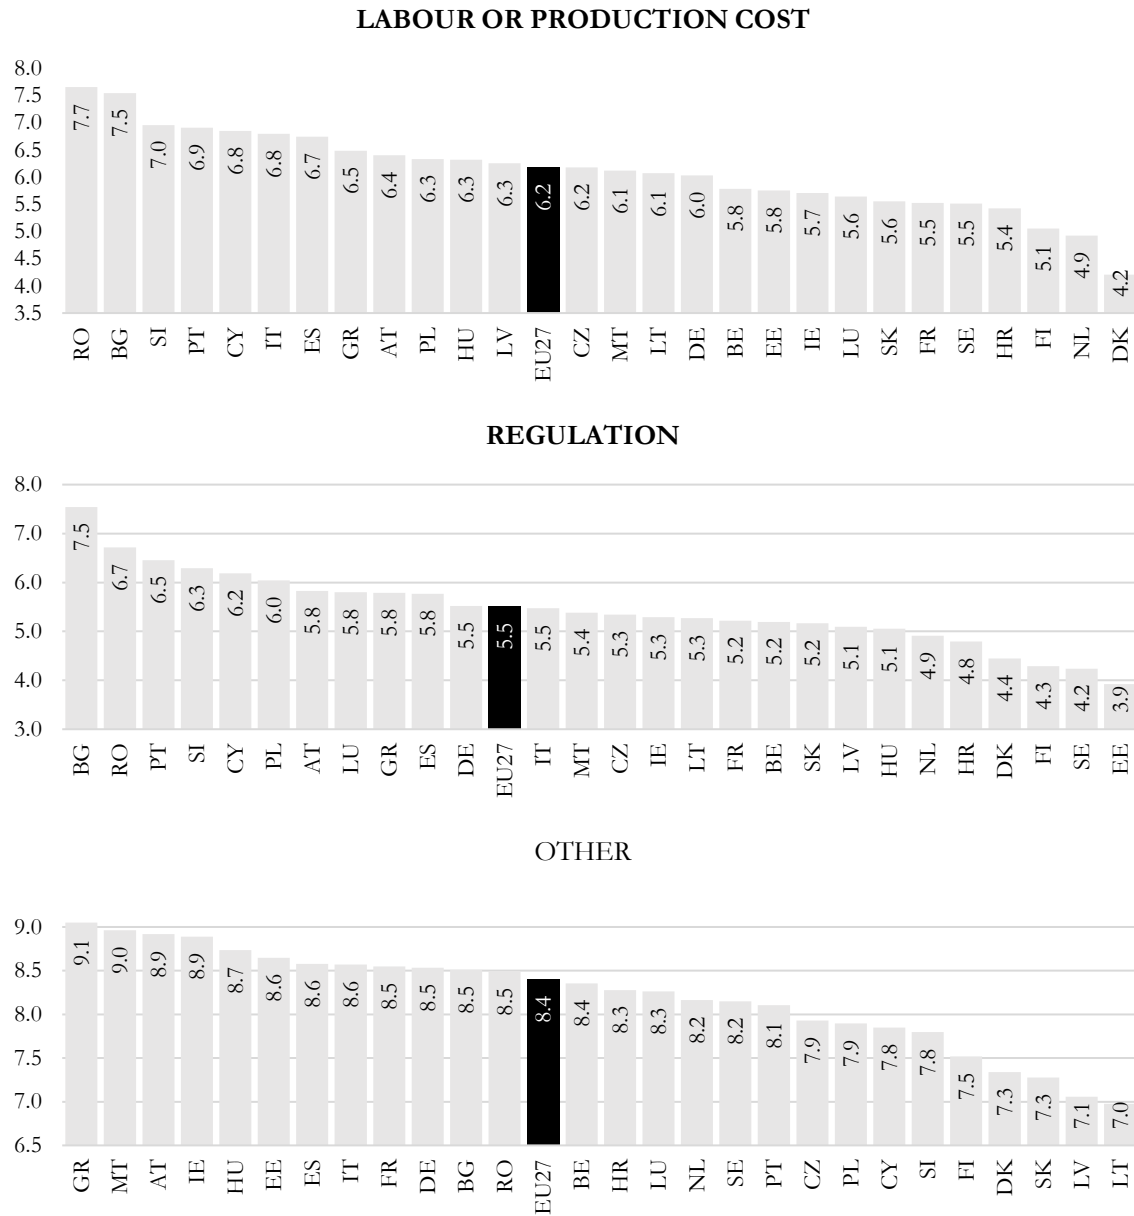 LABOUR OR PRODUCTION COST
8.0
7.5
7.0
6.5
6.0
5.5
5.0
4.5
4.0
3.5
7.7 7.5 7.0 6.9 6.8 6.8 6.7 6.5 6.4 6.3 6.3 6.3 6.2 6.2 6.1 6.1 6.0 5.8 5.8 5.7 5.6 5.6 5.5 5.5 5.4 5.1 4.9 4.2
RO BG SI PT CY IT ES GR AT PL HU LV EU27 CZ MT LT DE BE EE IE LU SK FR SE HR FI NL DK
REGULATION
8.0
7.0
6.0
5.0
4.0
3.0
7.5 6.7 6.5 6.3 6.2 6.0 5.8 5.8 5.8 5.8 5.5 5.5 5.5 5.4 5.3 5.3 5.3 5.2 5.2 5.2 5.1 5.1 4.9 4.8 4.4 4.3 4.2 3.9
BG RO PT SI CY PL AT LU GR ES DE EU27 IT MT CZ IE LT FR BE SK LV HU NL HR DK FI SE EE
OTHER
9.0
8.5
8.0
7.5
7.0
6.5
9.1 9.0 8.9 8.9 8.7 8.6 8.6 8.6 8.5 8.5 8.5 8.5 8.4 8.4 8.3 8.3 8.2 8.2 8.1 7.9 7.9 7.8 7.8 7.5 7.3 7.3 7.1 7.0
GR MT AT IE HU EE ES IT FR DE BG RO EU27 BE HR LU NL SE PT CZ PL CY SI FI DK SK LV LT